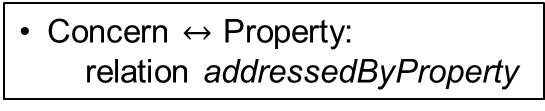 • Concern ↔ Property:
relation addressedByProperty